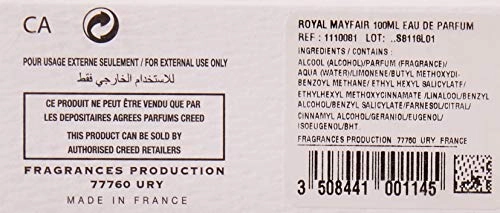 CA
POUR USAGE EXTERNE SEULEMENT / FOR EXTERNAL USE ONLY
للاستخدام الخارجي فقط
CE PRODUIT NE PEUT ÊTRE VENDU QUE PAR
LES DEPOSITAIRES AGREES PARFUMS CREED
THIS PRODUCT CAN BE SOLD BY
AUTHORISED CREED RETAILERS
FRAGRANCES PRODUCTION
77760 URY
MADE IN FRANCE
ROYAL MAYFAIR 100ML EAU DE PARFUM
REF : 1110081 LOT: ..S8116L01
INGREDIENTS / CONTAINS :
ALCOOL (ALCOHOL)/PARFUM (FRAGRANCE)/
AQUA (WATER)/LIMONENE/BUTYL METHOXYDI-
BENZOYL METHANE / ETHYL HEXYL SALICYLATE/
ETHYLHEXYL METHOXYCINNAMATE /LINALOOL/BENZYL
ALCOHOL/BENZYL SALICYLATE/FARNESOL/CITRAL/
CINNAMYL ALCOHOL/GERANIOL/EUGENOL/
ISOEUGENOL/BHT.
FRAGRANCES PRODUCTION 77760 URY FRANCE
3 508441 001145